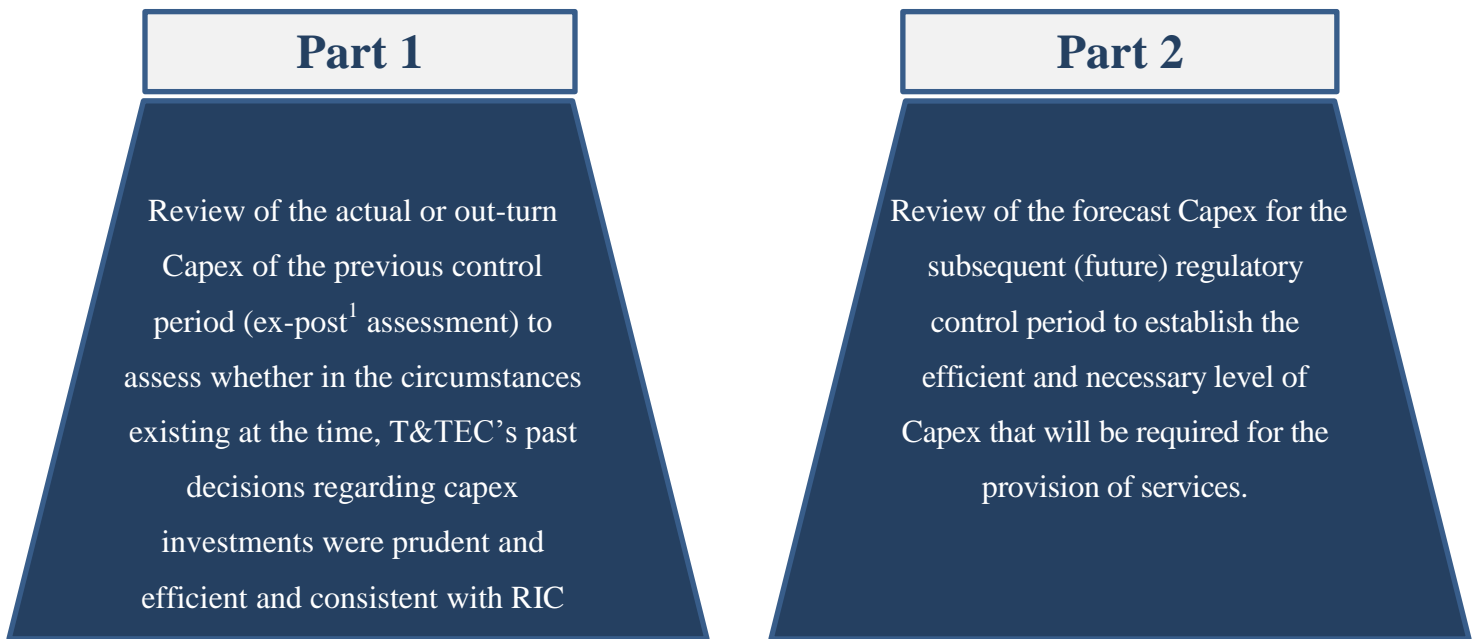 Part 1
Review of the actual or out-turn
Capex of the previous control
period (ex-post1 assessment) to
assess whether in the circumstances
existing at the time, T&TEC’s past
decisions regarding capex
investments were prudent and
efficient and consistent with RIC
Part 2
Review of the forecast Capex for the
subsequent (future) regulatory
control period to establish the
efficient and necessary level of
Capex that will be required for the
provision of services.